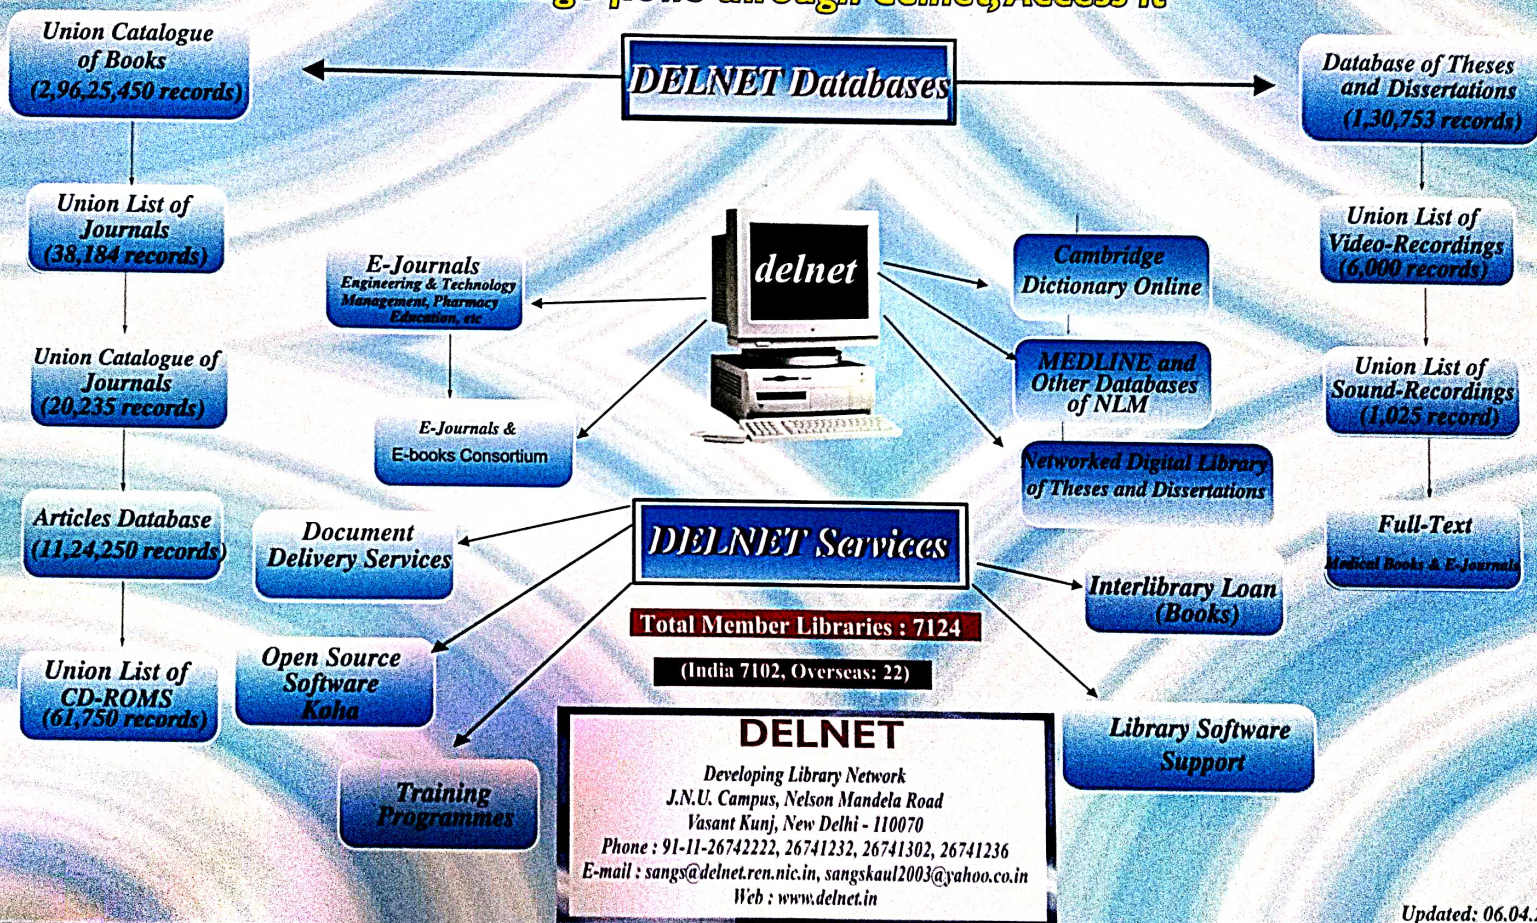 through Delnet, Access it
DELNET Databases
Union Catalogue
of Books
(2,96,25,450 records)
Union List of
Journals
(38,184 records)
Union Catalogue of
Journals
(20,235 records)
Articles Database
(11,24,250 records)
Union List of
CD-ROMS
(61,750 records)
Database of Theses
and Dissertations
(1,30,753 records)
Union List of
Video-Recordings
(6,000 records)
Union List of
Sound-Recordings
(1,025 record)
Full-Text
Medical Books & E-Journals
delnet
E-Journals
Engineering & Technology
Management, Pharmacy
Education, etc
E-Journals &
E-books Consortium
Cambridge
Dictionary Online
MEDLINE and
Other Databases
of NLM
Networked Digital Library
of Theses and Dissertations
DELNET Services
Document
Delivery Services
Open Source
Software
Koha
Training
Programmes
Interlibrary Loan
(Books)
Library Software
Support
Total Member Libraries : 7124
(India 7102, Overseas: 22)
DELNET
Developing Library Network
J.N.U. Campus, Nelson Mandela Road
Vasant Kunj, New Delhi - 110070
Phone : 91-11-26742222, 26741232, 26741302, 26741236
E-mail : sangs@delnet.ren.nic.in, sangskaul2003@yahoo.co.in
Web : www.delnet.in
Updated: 06.04.